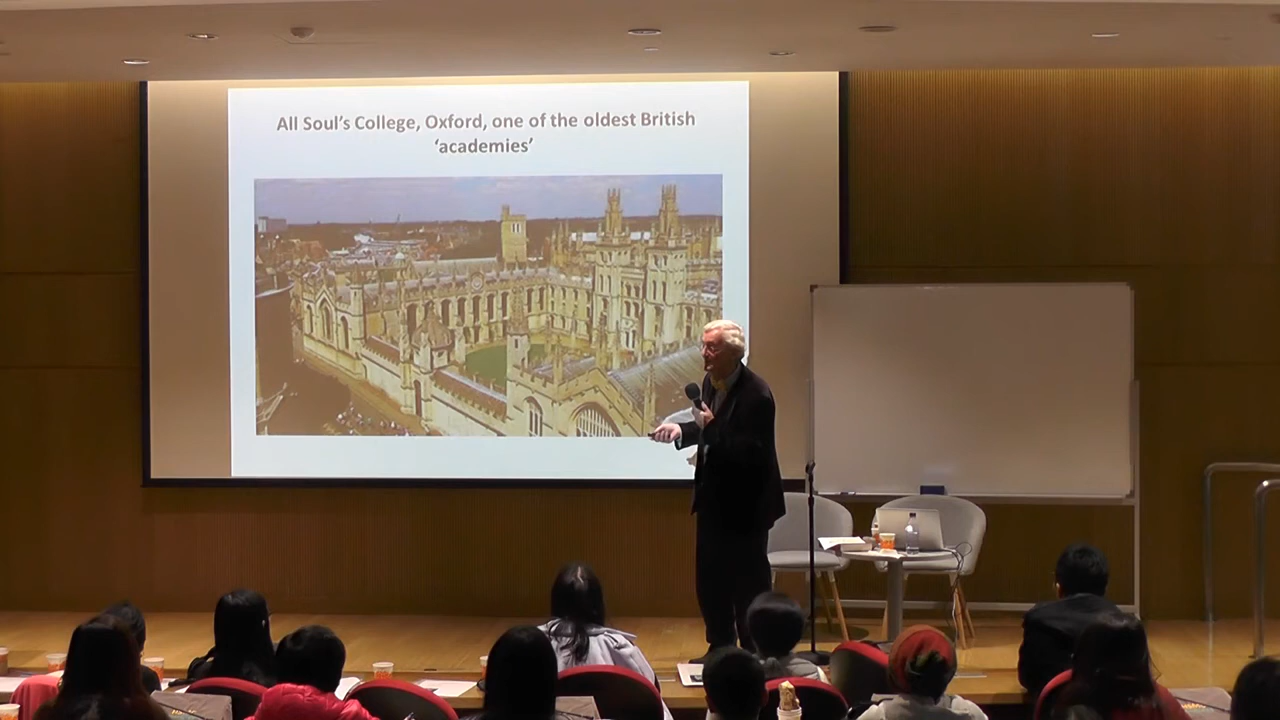 All Soul's College, Oxford, one of the oldest British
‘academies’